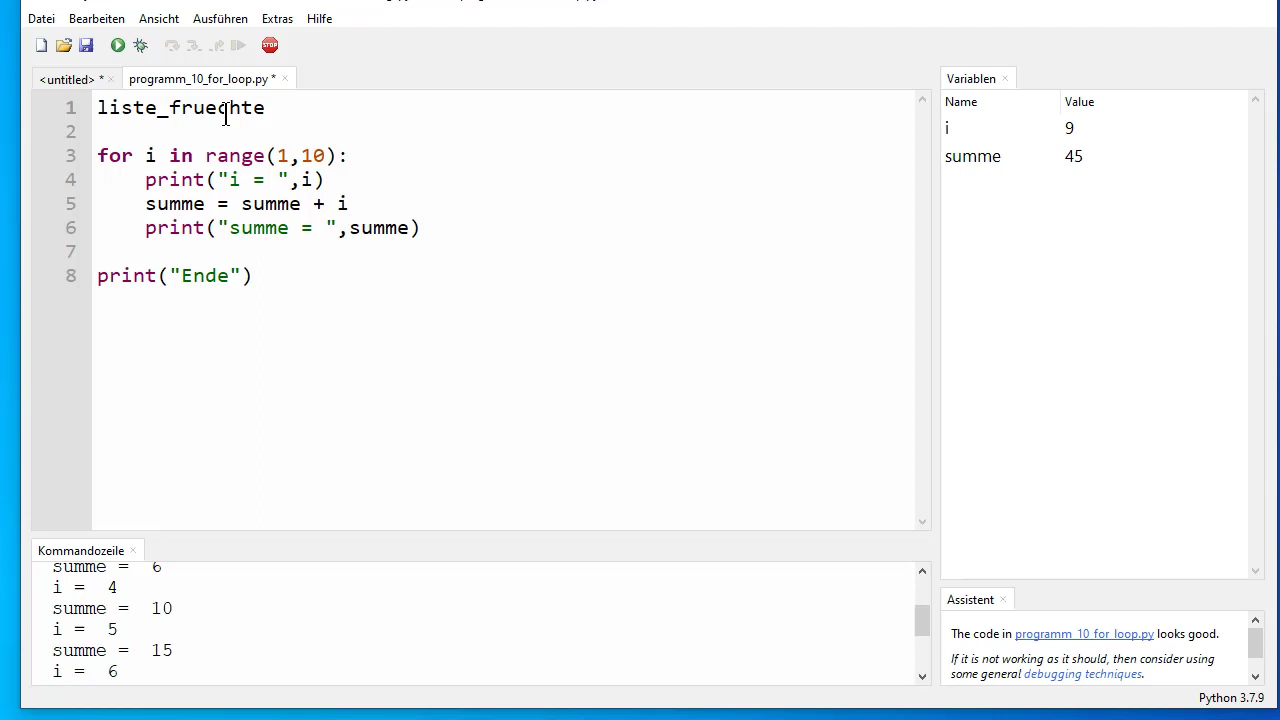 Datei Bearbeiten Ansicht Ausführen Extras Hilfe
STOP
<untitled> * × programm_10_for_loop.py * ×
1 liste_fruechte
2
3 for i in range(1,10):
4     print("i = ",i)
5     summe = summe + i
6     print("summe = ",summe)
7
8 print("Ende")
Variablen ×
Name Value
i 9
summe 45
Kommandozeile ×
summe =  6
i =  4
summe =  10
i =  5
summe =  15
i =  6
Assistent ×
The code in programm_10_for_loop.py looks good.
If it is not working as it should, then consider using
some general debugging techniques.
Python 3.7.9